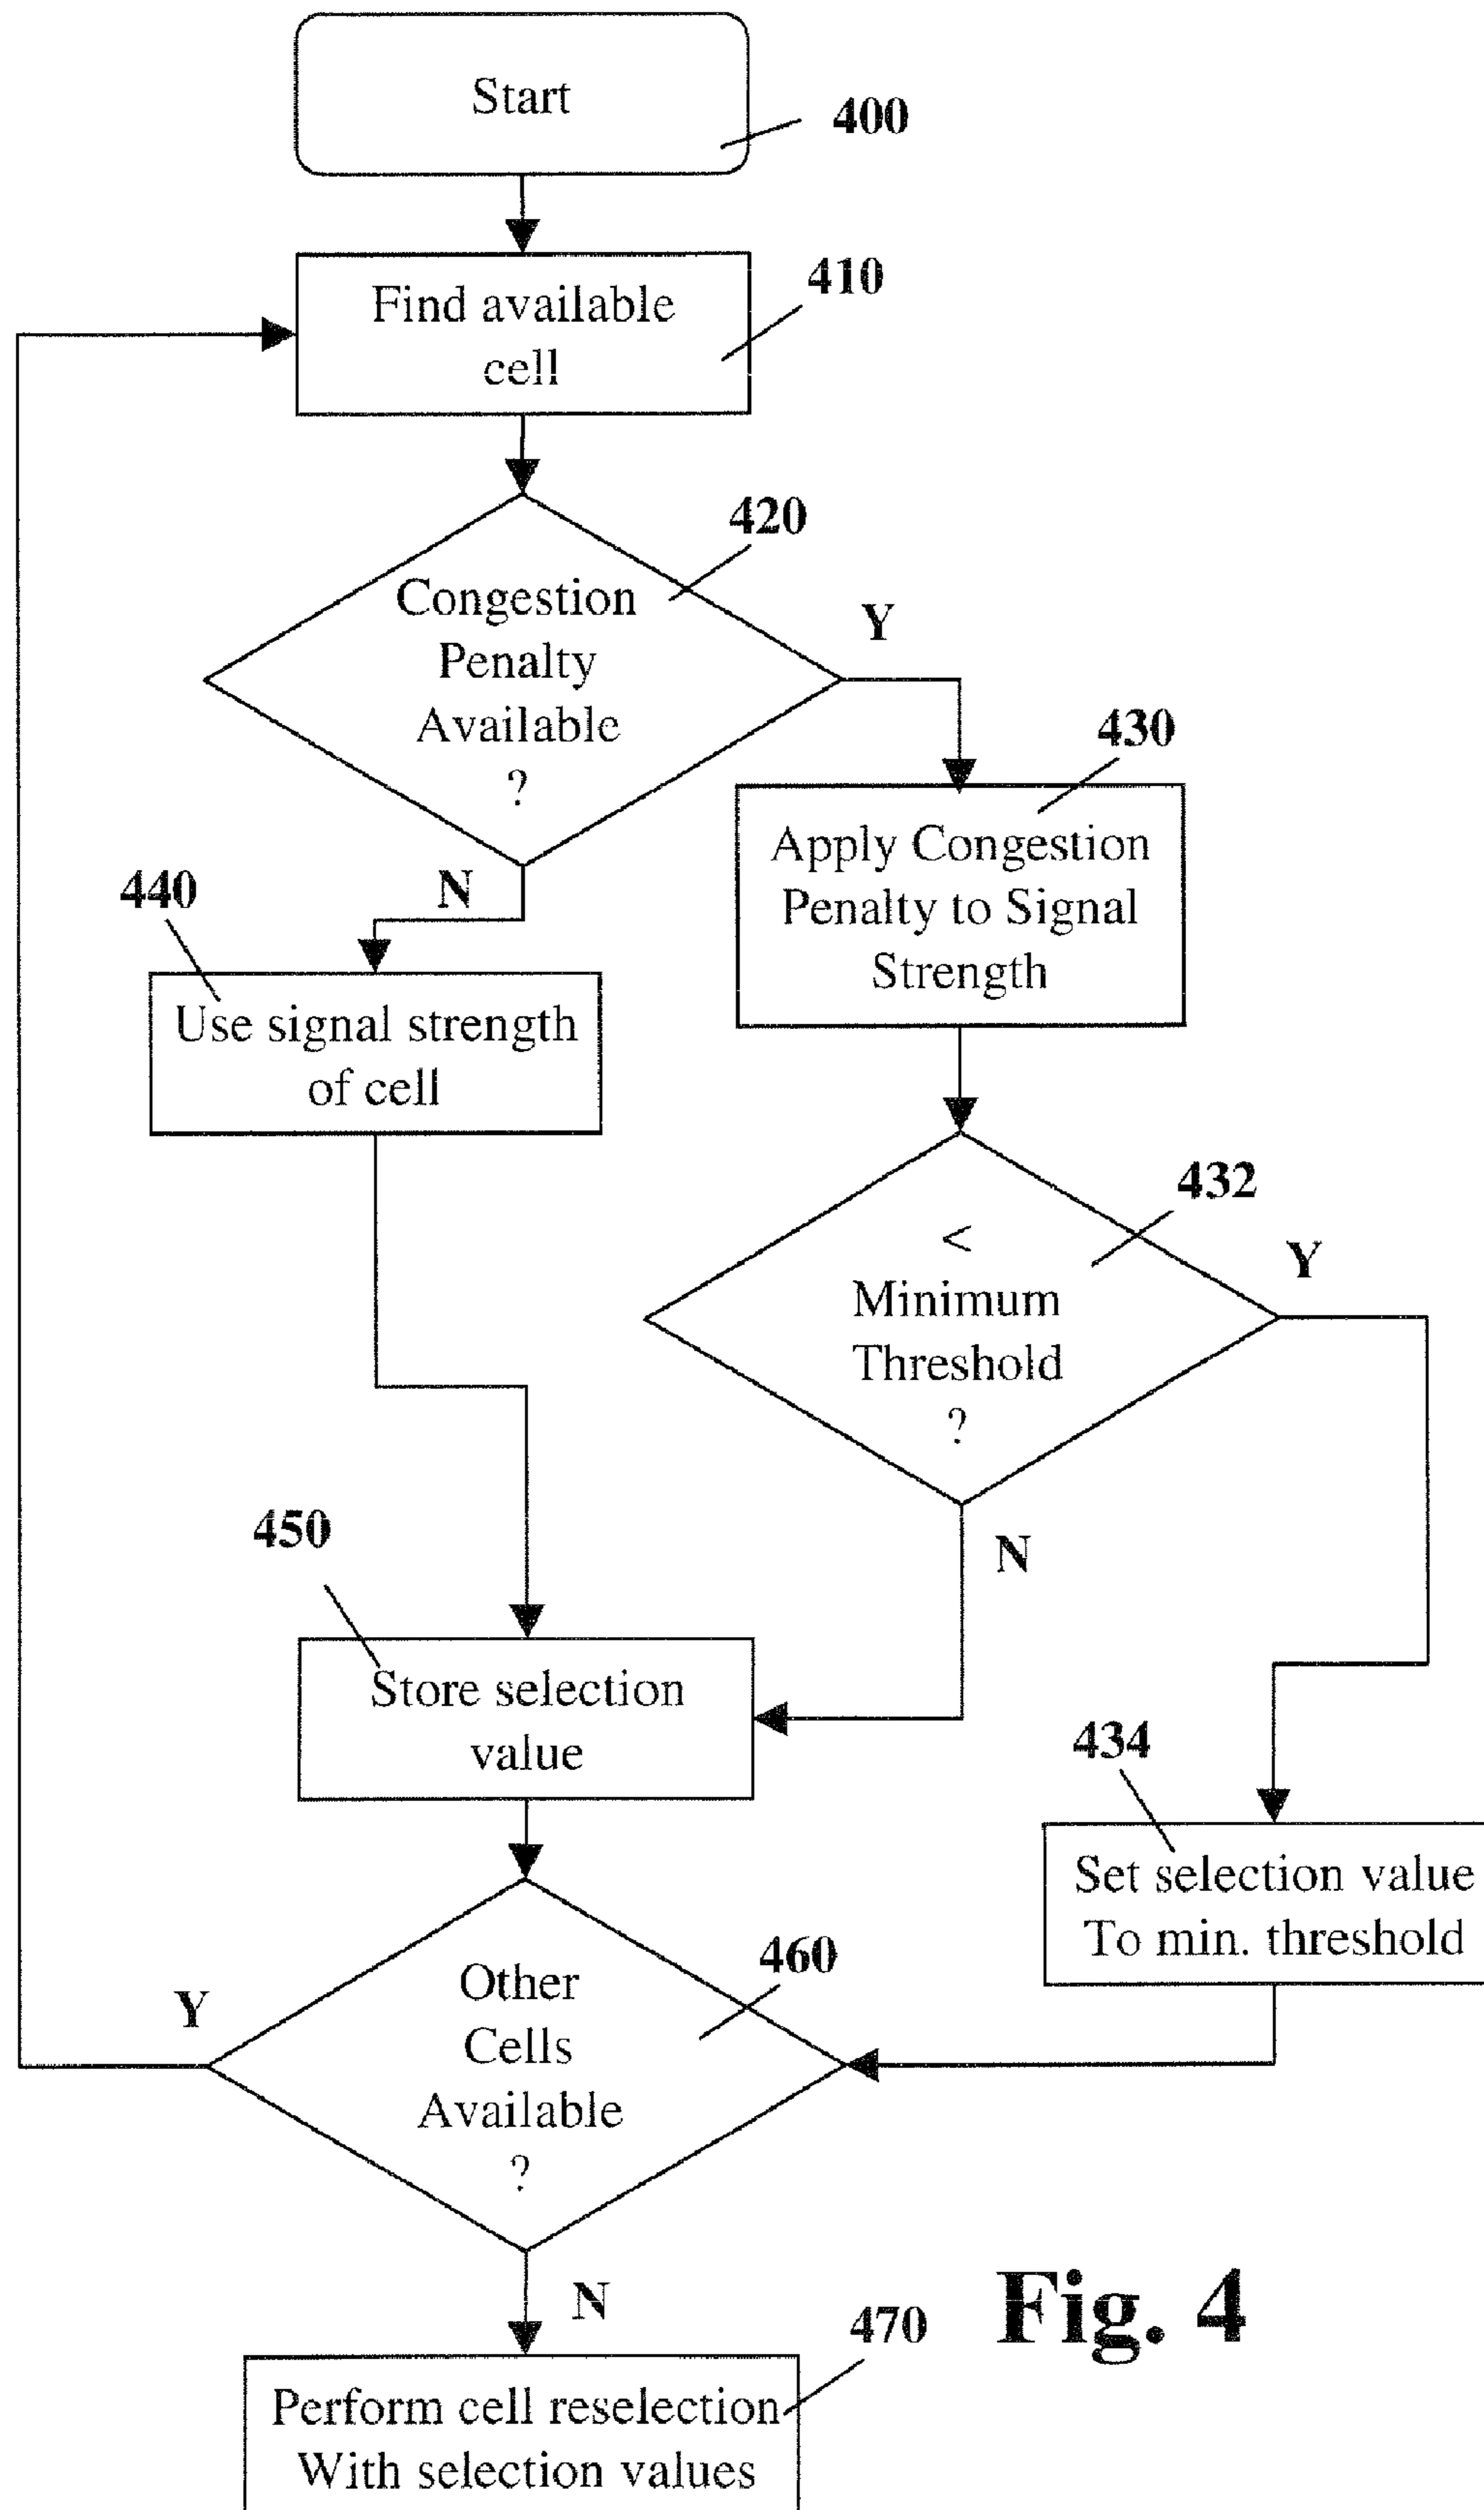 Start
400
Find available
cell
410
Congestion
Penalty
Available
?
420
Y
N
430
Apply Congestion
Penalty to Signal
Strength
440
Use signal strength
of cell
<
Minimum
Threshold
?
432
Y
N
450
Store selection
value
434
Set selection value
To min. threshold
Other
Cells
Available
?
460
Y
N
470
Perform cell reselection
With selection values
Fig. 4